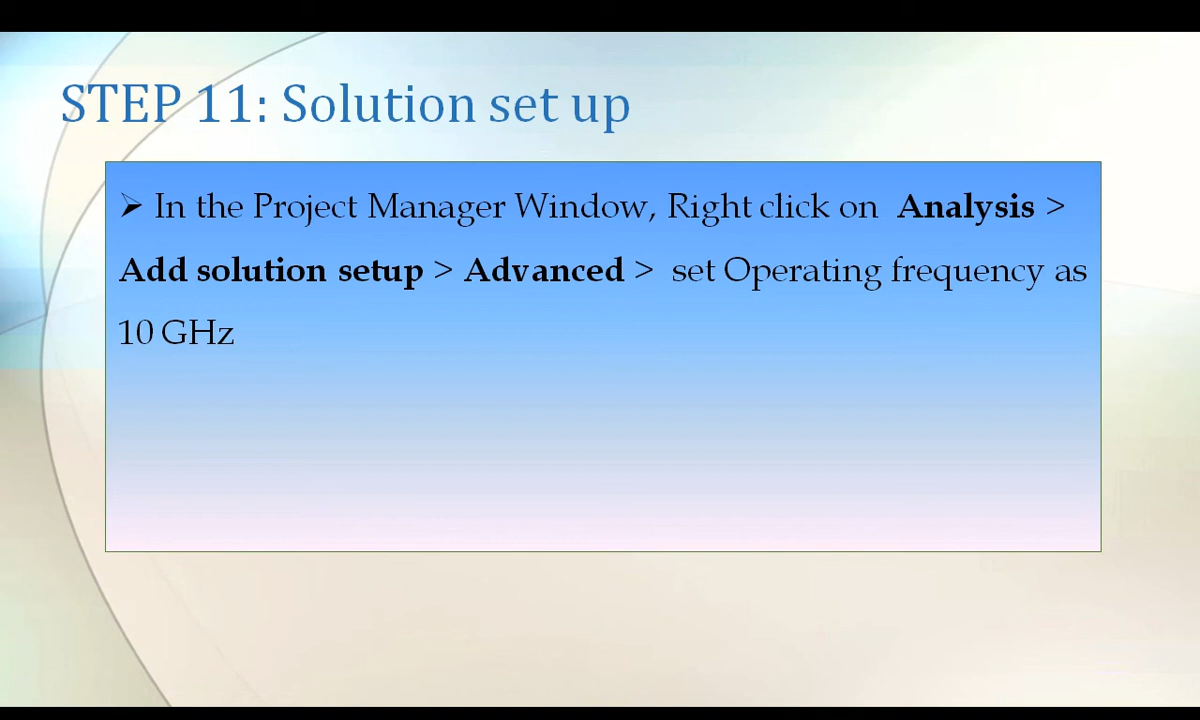 STEP 11: Solution set up
➢ In the Project Manager Window, Right click on Analysis >
Add solution setup > Advanced > set Operating frequency as
10 GHz